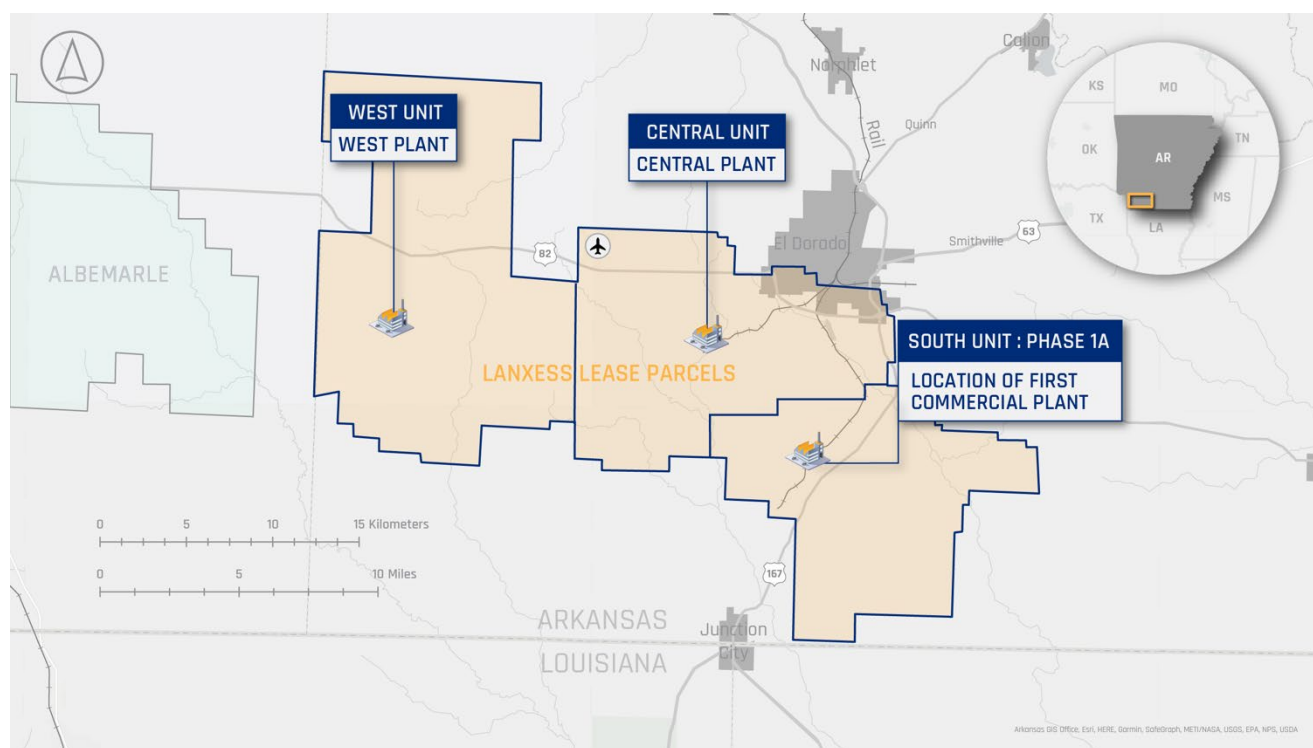 Calion
Norphlet
KS
MO
WEST UNIT
WEST PLANT
CENTRAL UNIT
CENTRAL PLANT
Rail
Quinn
OK
AR
TN
TX
LA
MS
El Dorado
Smithville
63
82
ALBEMARLE
SOUTH UNIT : PHASE 1A
LOCATION OF FIRST
COMMERCIAL PLANT
LANXESS LEASE PARCELS
0 5 10 15 Kilometers
0 5 10 Miles
167
ARKANSAS
LOUISIANA
Junction
City
Arkansas GIS Office, Esri, HERE, Garmin, SafeGraph, METI/NASA, USGS, EPA, NPS, USDA